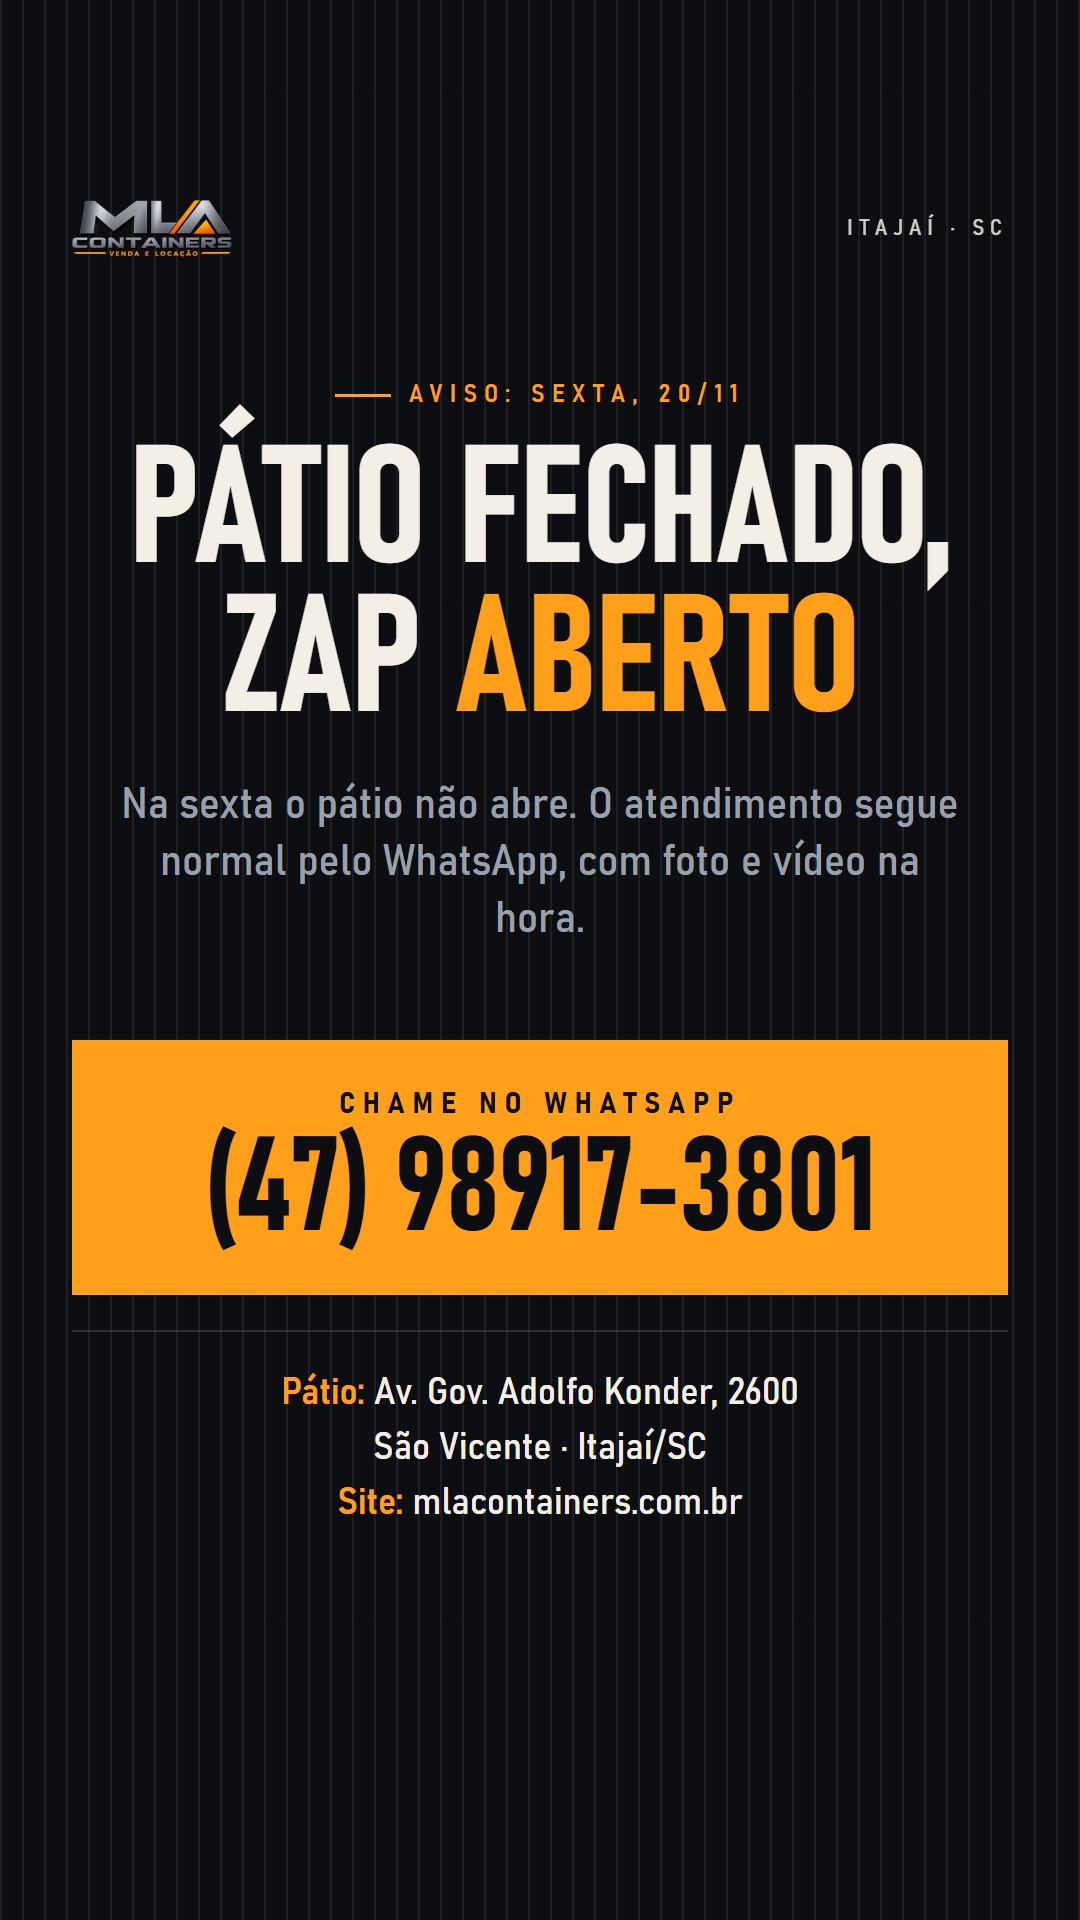 MLA
CONTAINERS
VENDA E LOCAÇÃO
ITAJAÍ · SC
AVISO: SEXTA, 20/11
PÁTIO FECHADO,
ZAP ABERTO
Na sexta o pátio não abre. O atendimento segue
normal pelo WhatsApp, com foto e vídeo na
hora.
CHAME NO WHATSAPP
(47) 98917-3801
Pátio: Av. Gov. Adolfo Konder, 2600
São Vicente · Itajaí/SC
Site: mlacontainers.com.br